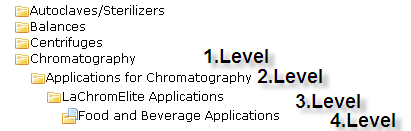 Autoclaves/Sterilizers
Balances
Centrifuges
Chromatography 1.Level
Applications for Chromatography 2.Level
LaChromElite Applications 3.Level
Food and Beverage Applications 4.Level